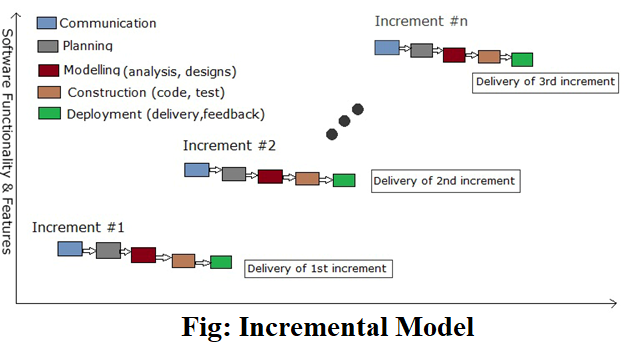 Software Functionality & Features
Communication
Planning
Modelling (analysis, designs)
Construction (code, test)
Deployment (delivery,feedback)
Increment #n
Delivery of 3rd increment
Increment #2
Delivery of 2nd increment
Increment #1
Delivery of 1st increment
Fig: Incremental Model